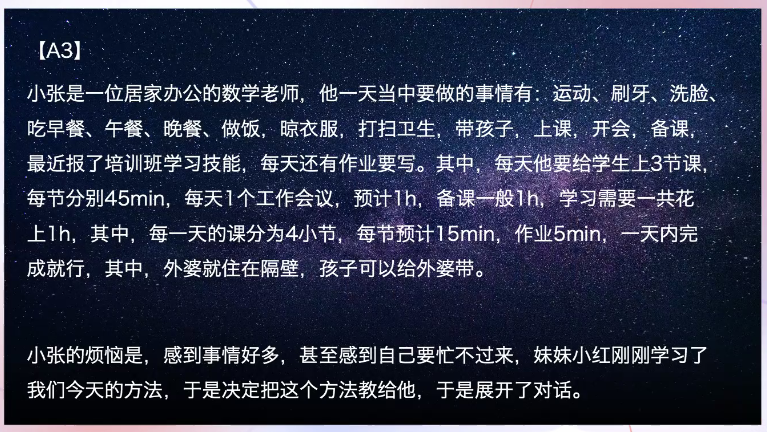 【A3】
小张是一位居家办公的数学老师，他一天当中要做的事情有：运动、刷牙、洗脸、
吃早餐、午餐、晚餐、做饭，晾衣服，打扫卫生，带孩子，上课，开会，备课，
最近报了培训班学习技能，每天还有作业要写。其中，每天他要给学生上3节课，
每节分别45min，每天1个工作会议，预计1h，备课一般1h，学习需要一共花
上1h，其中，每一天的课分为4小节，每节预计15min，作业5min，一天内完
成就行，其中，外婆就住在隔壁，孩子可以给外婆带。
小张的烦恼是，感到事情好多，甚至感到自己要忙不过来，妹妹小红刚刚学习了
我们今天的方法，于是决定把这个方法教给他，于是展开了对话。